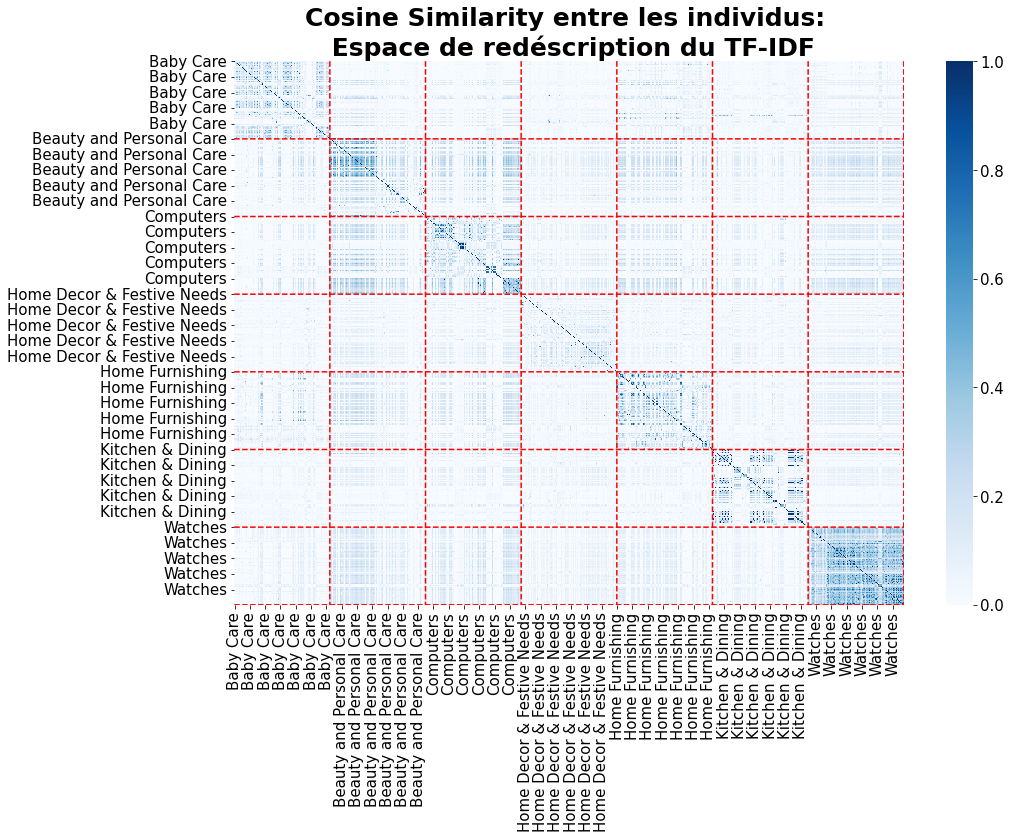 Cosine Similarity entre les individus:
Espace de redéscription du TF-IDF
Baby Care
Baby Care
Baby Care
Baby Care
Baby Care
Beauty and Personal Care
Beauty and Personal Care
Beauty and Personal Care
Beauty and Personal Care
Beauty and Personal Care
Computers
Computers
Computers
Computers
Computers
Home Decor & Festive Needs
Home Decor & Festive Needs
Home Decor & Festive Needs
Home Decor & Festive Needs
Home Decor & Festive Needs
Home Furnishing
Home Furnishing
Home Furnishing
Home Furnishing
Home Furnishing
Kitchen & Dining
Kitchen & Dining
Kitchen & Dining
Kitchen & Dining
Kitchen & Dining
Watches
Watches
Watches
Watches
Watches
Baby Care
Baby Care
Baby Care
Baby Care
Baby Care
Baby Care
Baby Care
Beauty and Personal Care
Beauty and Personal Care
Beauty and Personal Care
Beauty and Personal Care
Beauty and Personal Care
Beauty and Personal Care
Computers
Computers
Computers
Computers
Computers
Computers
Home Decor & Festive Needs
Home Decor & Festive Needs
Home Decor & Festive Needs
Home Decor & Festive Needs
Home Decor & Festive Needs
Home Decor & Festive Needs
Home Furnishing
Home Furnishing
Home Furnishing
Home Furnishing
Home Furnishing
Home Furnishing
Home Furnishing
Kitchen & Dining
Kitchen & Dining
Kitchen & Dining
Kitchen & Dining
Kitchen & Dining
Kitchen & Dining
Watches
Watches
Watches
Watches
Watches
Watches
1.0
0.8
0.6
0.4
0.2
0.0